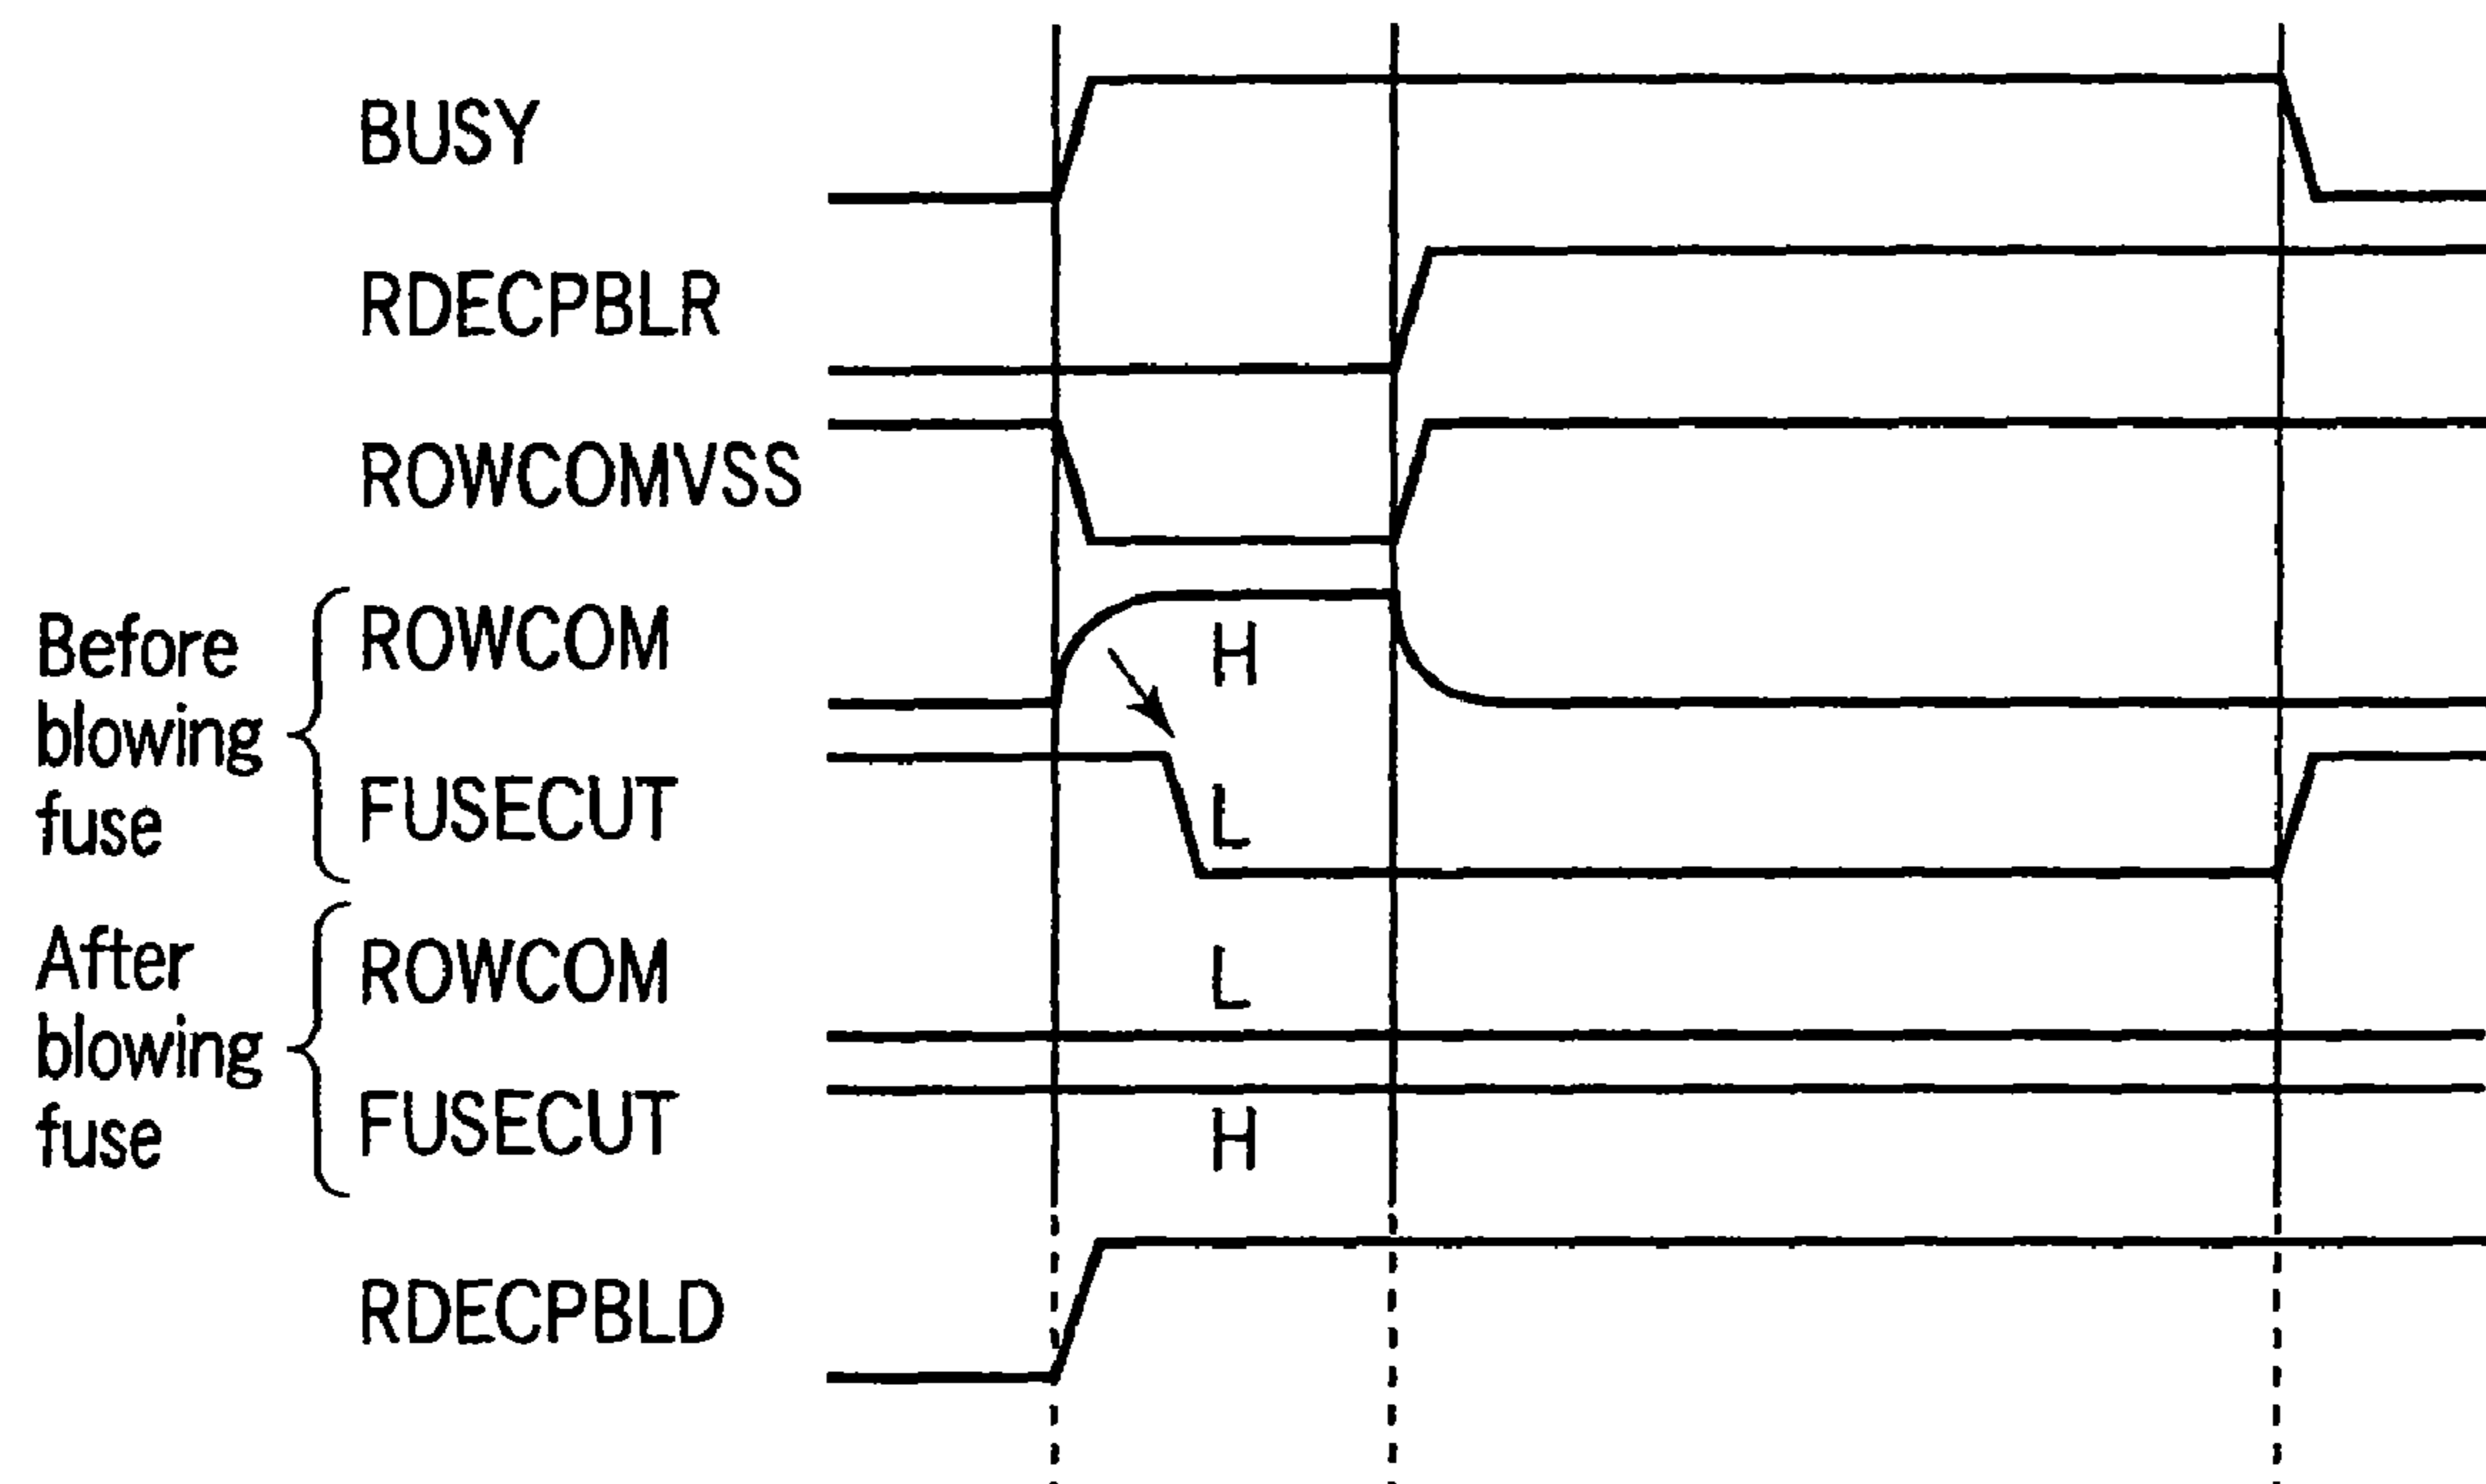 BUSY
RDECPBLR
ROWCOMVSS
Before
blowing
fuse
ROWCOM
H
FUSECUT
L
After
blowing
fuse
ROWCOM
L
FUSECUT
H
RDECPBLD